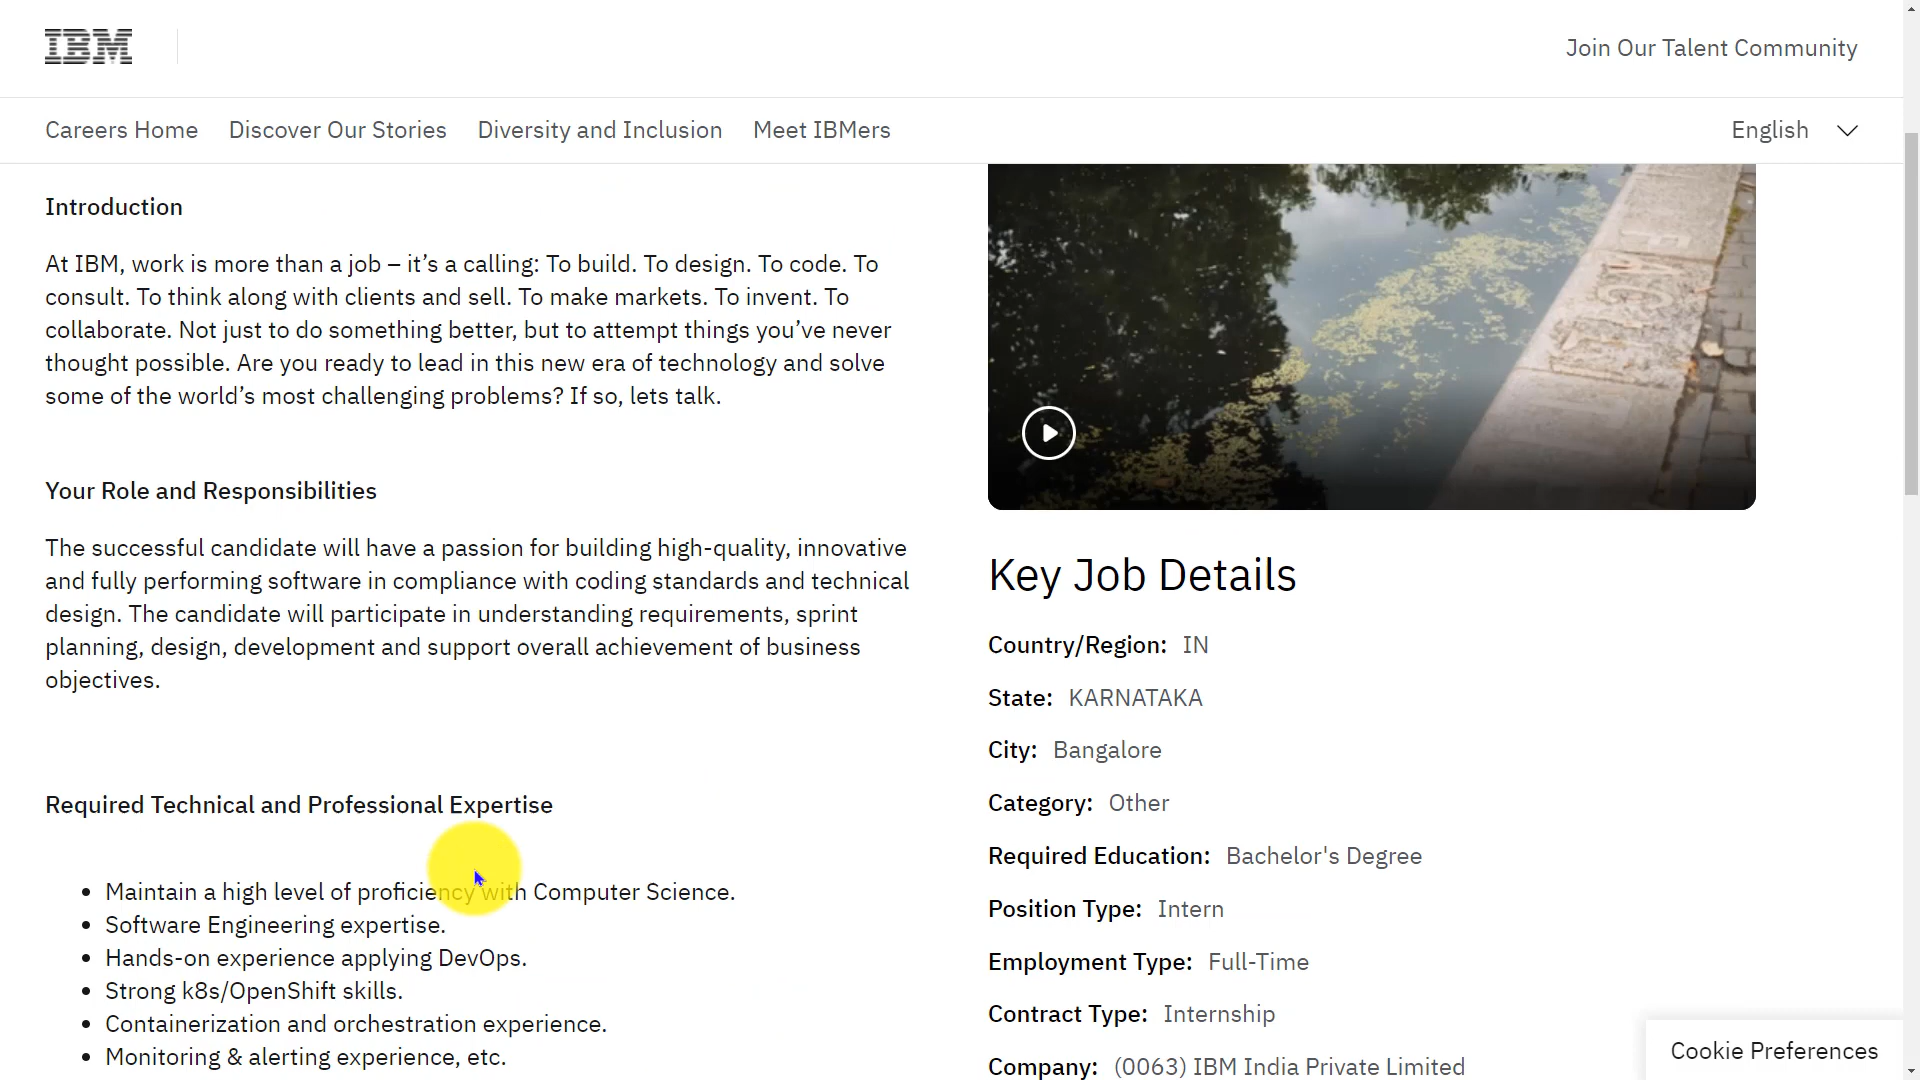 IBM
Join Our Talent Community
Careers Home Discover Our Stories Diversity and Inclusion Meet IBMers English
Introduction
At IBM, work is more than a job – it’s a calling: To build. To design. To code. To
consult. To think along with clients and sell. To make markets. To invent. To
collaborate. Not just to do something better, but to attempt things you’ve never
thought possible. Are you ready to lead in this new era of technology and solve
some of the world’s most challenging problems? If so, lets talk.
Your Role and Responsibilities
The successful candidate will have a passion for building high-quality, innovative
and fully performing software in compliance with coding standards and technical
design. The candidate will participate in understanding requirements, sprint
planning, design, development and support overall achievement of business
objectives.
Required Technical and Professional Expertise
• Maintain a high level of proficiency with Computer Science.
• Software Engineering expertise.
• Hands-on experience applying DevOps.
• Strong k8s/OpenShift skills.
• Containerization and orchestration experience.
• Monitoring & alerting experience, etc.
Key Job Details
Country/Region: IN
State: KARNATAKA
City: Bangalore
Category: Other
Required Education: Bachelor's Degree
Position Type: Intern
Employment Type: Full-Time
Contract Type: Internship
Company: (0063) IBM India Private Limited
Cookie Preferences